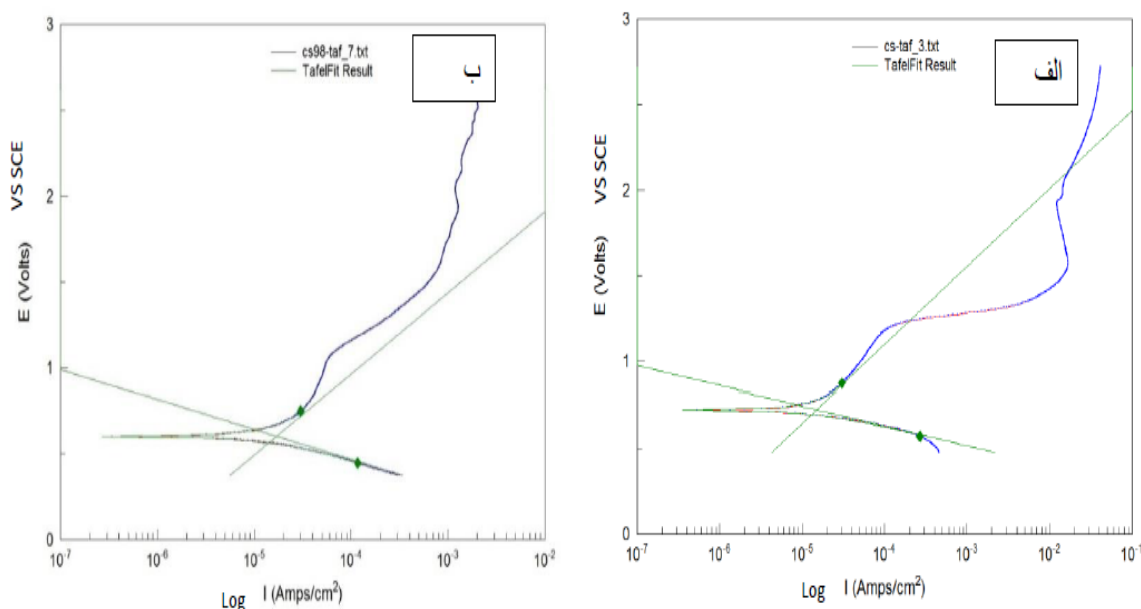 cs98-taf_7.txt
TafelFit Result
ب
3
2
1
0
E (Volts) VS SCE
10-7
10-6
10-5
10-4
10-3
10-2
Log I (Amps/cm2)
cs-taf_3.txt
TafelFit Result
الف
3
2
1
0
E (Volts) VS SCE
10-7
10-6
10-5
10-4
10-3
10-2
10-1
Log I (Amps/cm2)